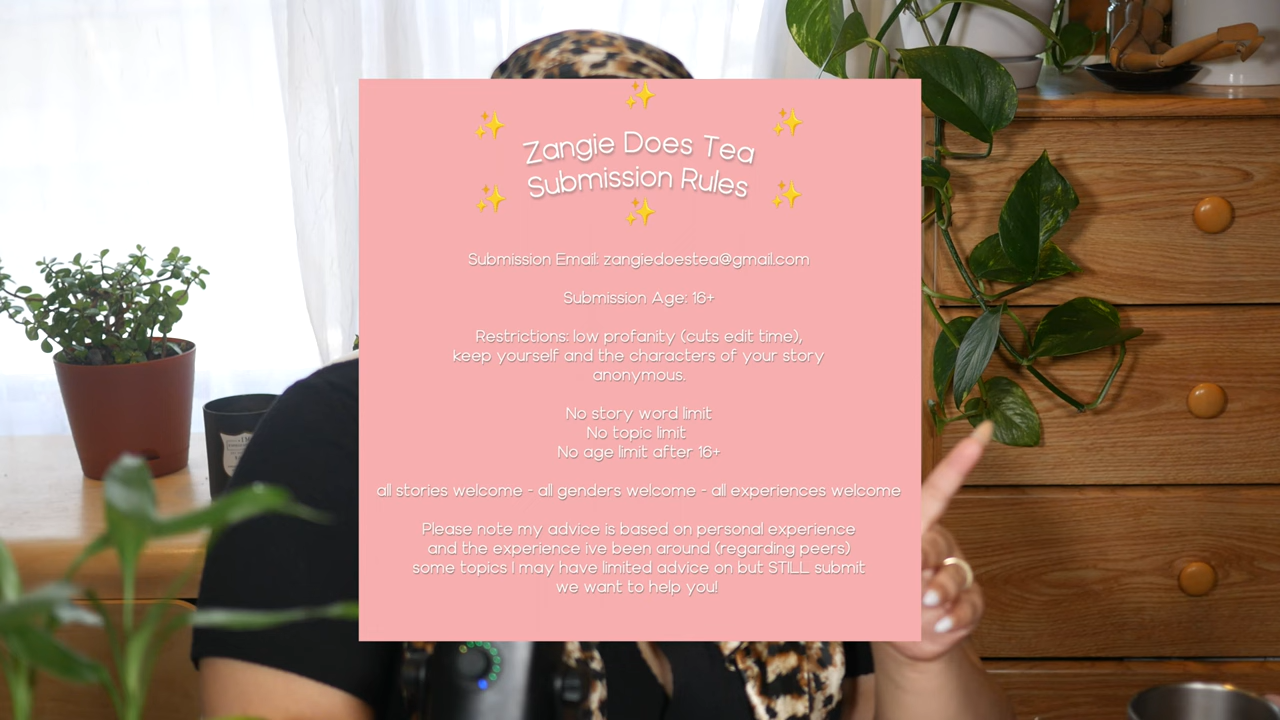 Zangie Does Tea
Submission Rules
Submission Email: zangiedoestea@gmail.com
Submission Age: 16+
Restrictions: low profanity (cuts edit time),
keep yourself and the characters of your story
anonymous.
No story word limit
No topic limit
No age limit after 16+
all stories welcome - all genders welcome - all experiences welcome
Please note my advice is based on personal experience
and the experience ive been around (regarding peers)
some topics I may have limited advice on but STILL submit
we want to help you!